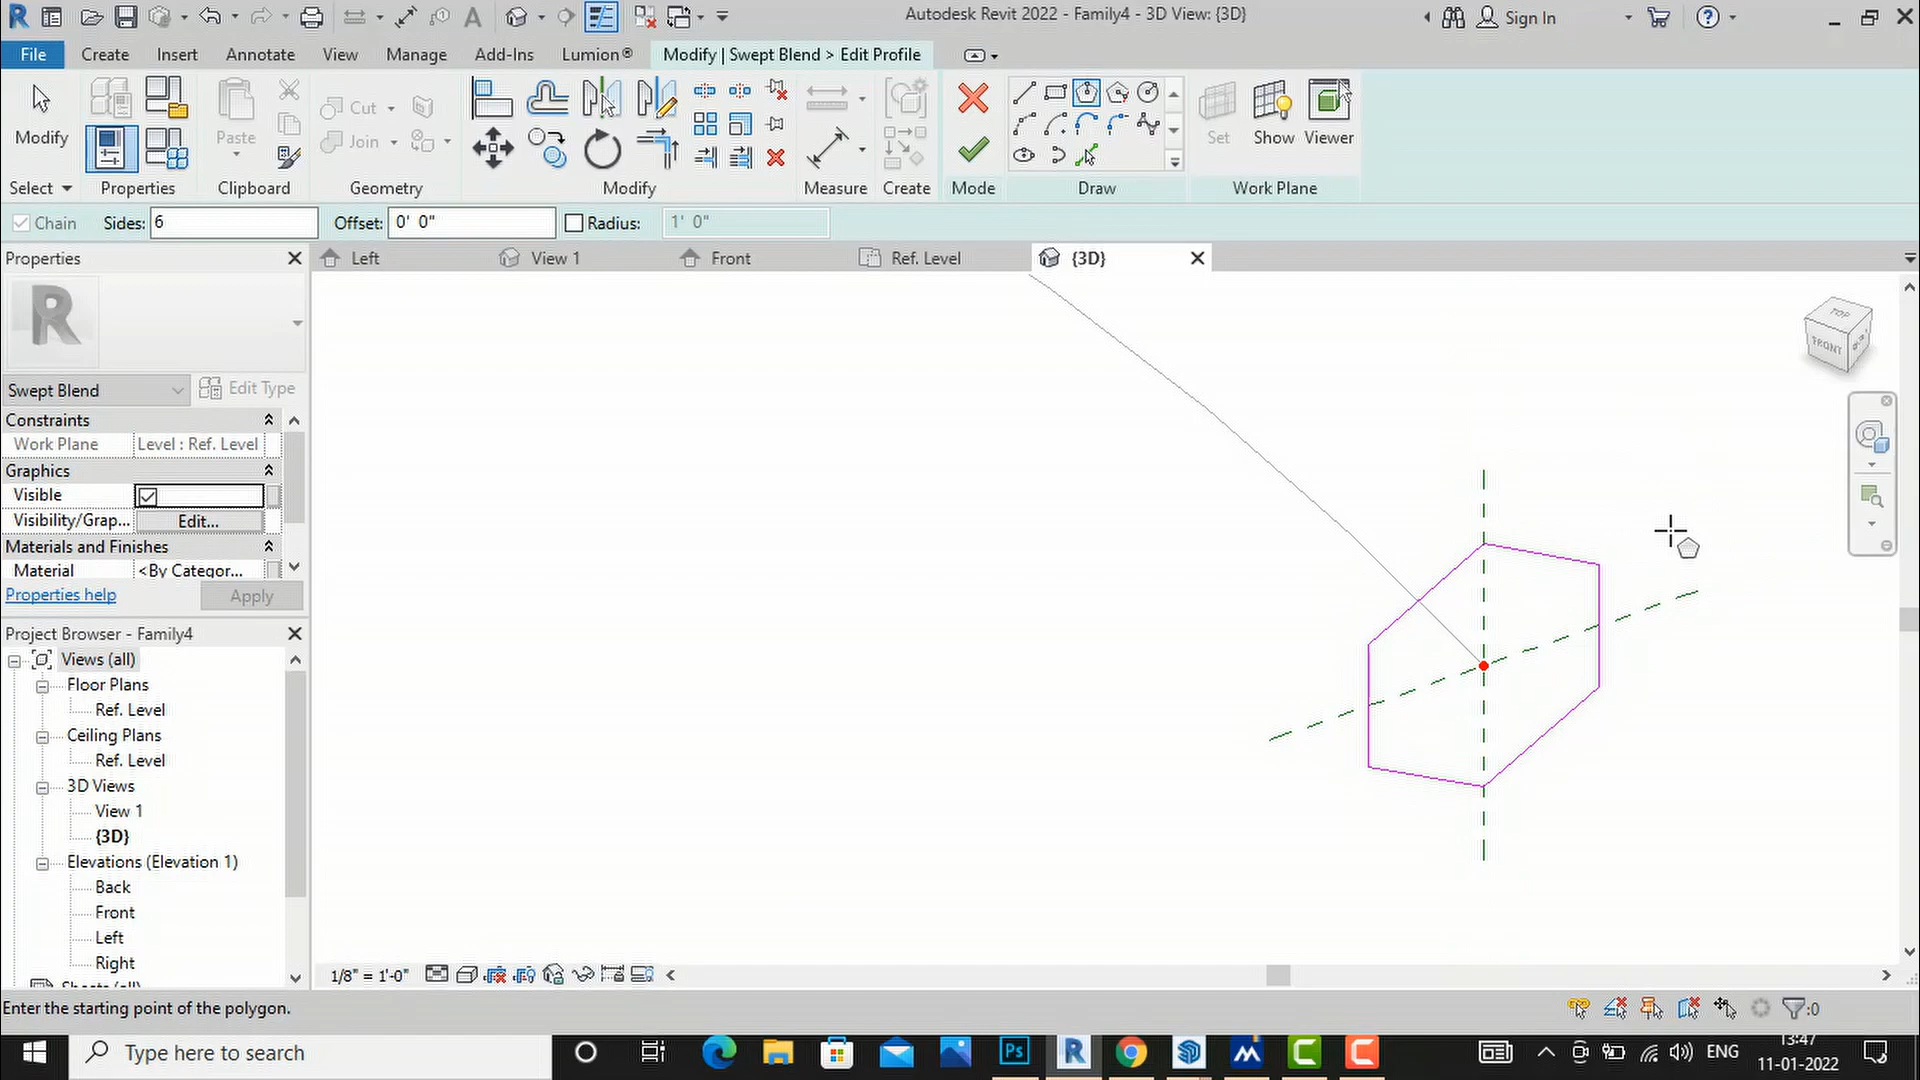 Autodesk Revit 2022 - Family4 - 3D View: {3D}
Sign In
File
Create
Insert
Annotate
View
Manage
Add-Ins
Lumion®
Modify | Swept Blend > Edit Profile
Modify
Paste
Cut
Join
Set
Show
Viewer
Select
Properties
Clipboard
Geometry
Modify
Measure
Create
Mode
Draw
Work Plane
Chain
Sides: 6
Offset: 0' 0"
Radius: 1' 0"
Properties
Left
View 1
Front
Ref. Level
{3D}
TOP
FRONT
R
Swept Blend
Edit Type
Constraints
Work Plane
Level : Ref. Level
Graphics
Visible
Visibility/Grap...
Edit...
Materials and Finishes
Material
<By Categor...
Properties help
Apply
Project Browser - Family4
Views (all)
Floor Plans
Ref. Level
Ceiling Plans
Ref. Level
3D Views
View 1
{3D}
Elevations (Elevation 1)
Back
Front
Left
Right
Sheets (all)
1/8" = 1'-0"
Enter the starting point of the polygon.
:0
Type here to search
Ps
R
ENG
13:47
11-01-2022